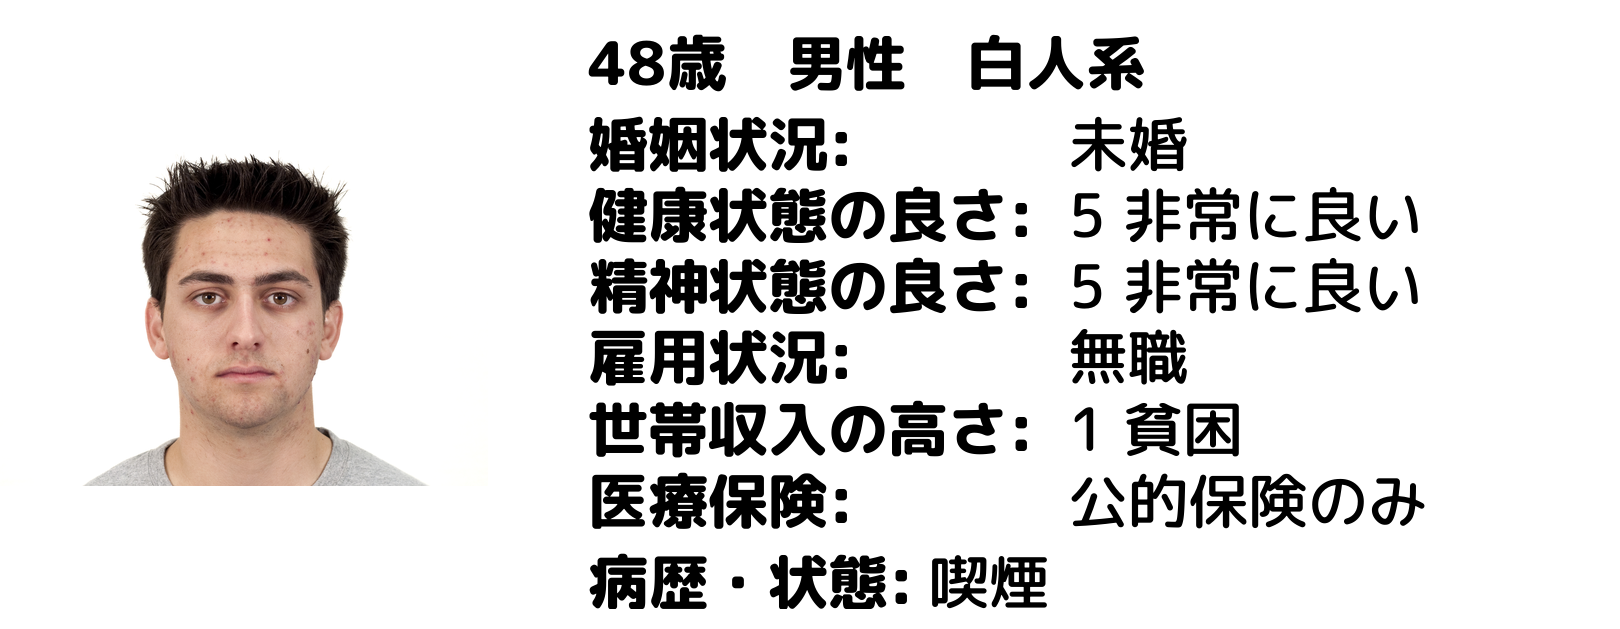 48歳　男性　白人系
婚姻状況: 未婚
健康状態の良さ: 5 非常に良い
精神状態の良さ: 5 非常に良い
雇用状況: 無職
世帯収入の高さ: 1 貧困
医療保険: 公的保険のみ
病歴・状態: 喫煙